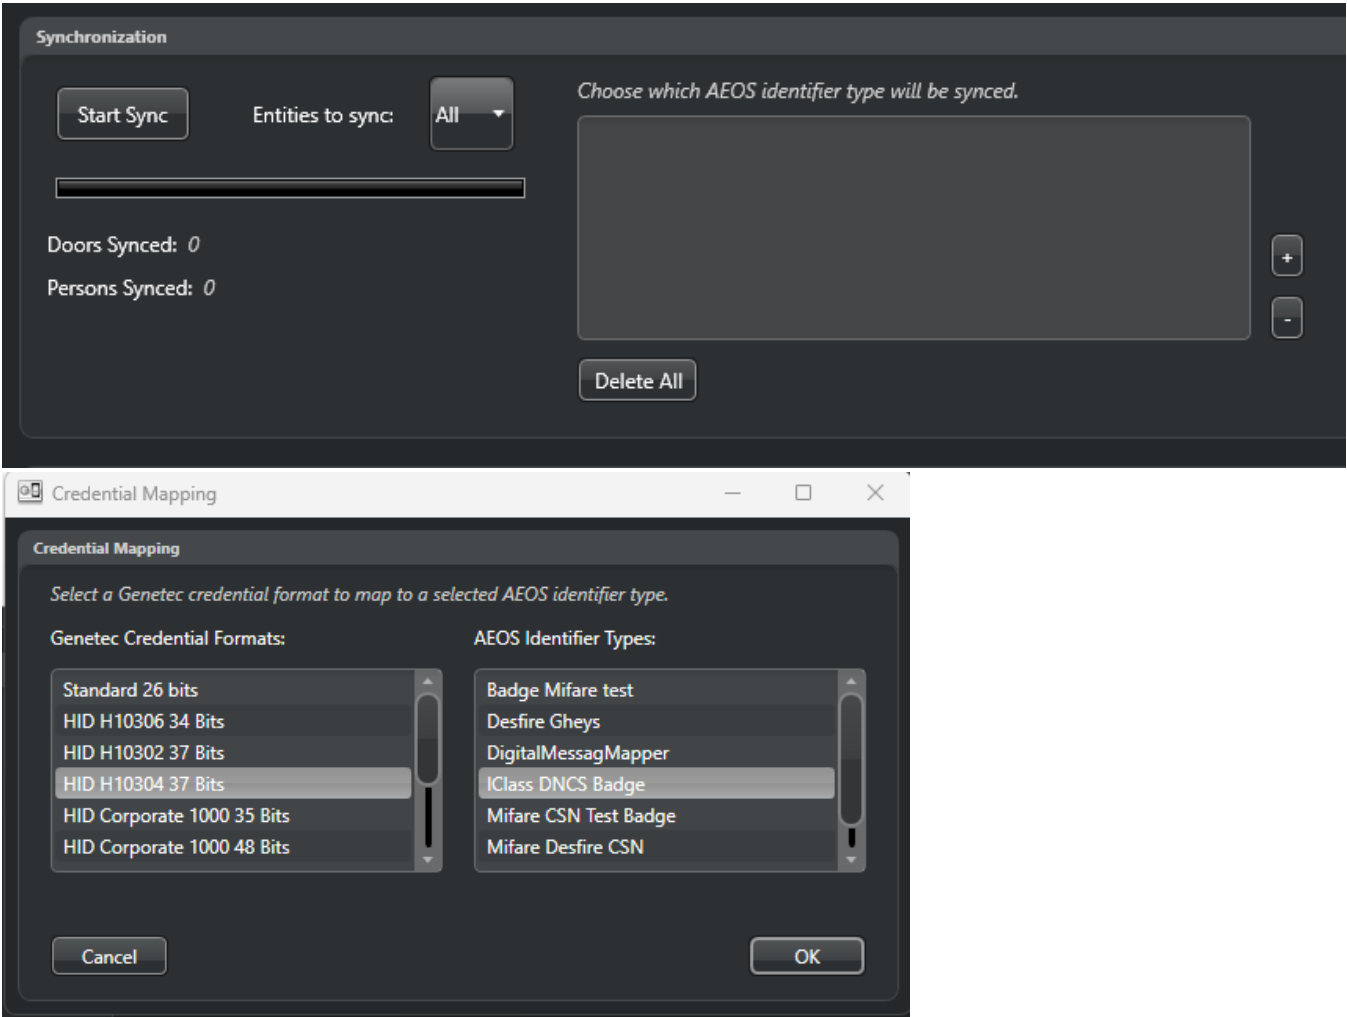 Synchronization
Choose which AEOS identifier type will be synced.
Start Sync Entities to sync: All
Doors Synced: 0
+
Persons Synced: 0
-
Delete All
Credential Mapping
Credential Mapping
Select a Genetec credential format to map to a selected AEOS identifier type.
Genetec Credential Formats: AEOS Identifier Types:
Standard 26 bits Badge Mifare test
HID H10306 34 Bits Desfire Gheys
HID H10302 37 Bits DigitalMessagMapper
HID H10304 37 Bits IClass DNCS Badge
HID Corporate 1000 35 Bits Mifare CSN Test Badge
HID Corporate 1000 48 Bits Mifare Desfire CSN
Cancel OK